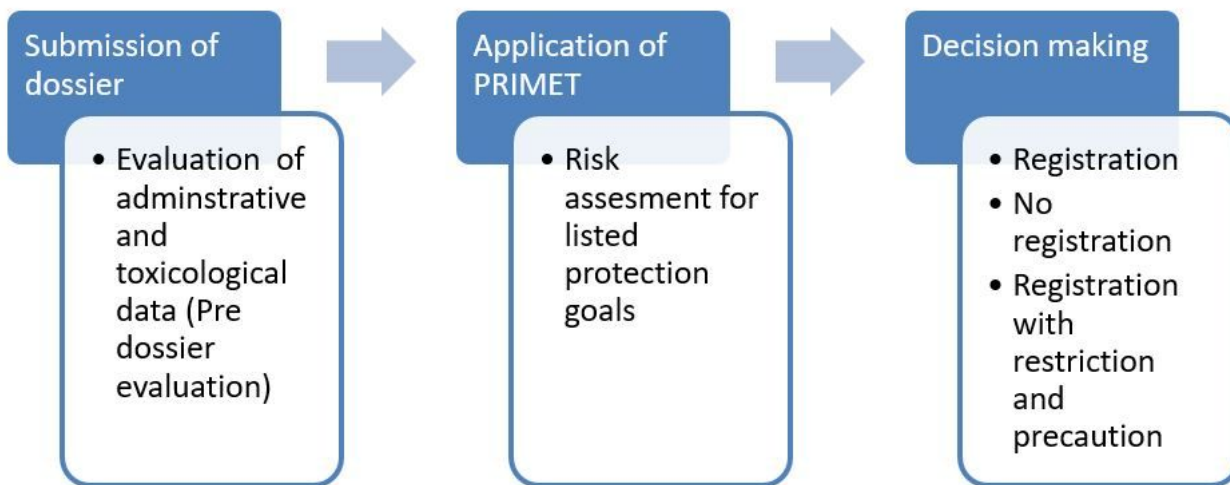 Submission of
dossier
• Evaluation of
adminstrative
and
toxicological
data (Pre
dossier
evaluation)
Application of
PRIMET
• Risk
assesment for
listed
protection
goals
Decision making
• Registration
• No
registration
• Registration
with
restriction
and
precaution